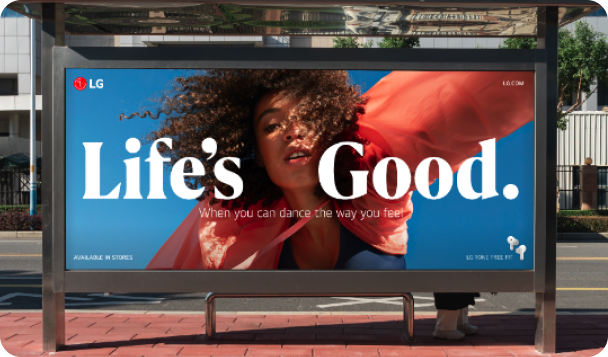 LG
LG.COM
Life's Good.
When you can dance the way you feel
AVAILABLE IN STORES
LG TONE FREE FIT